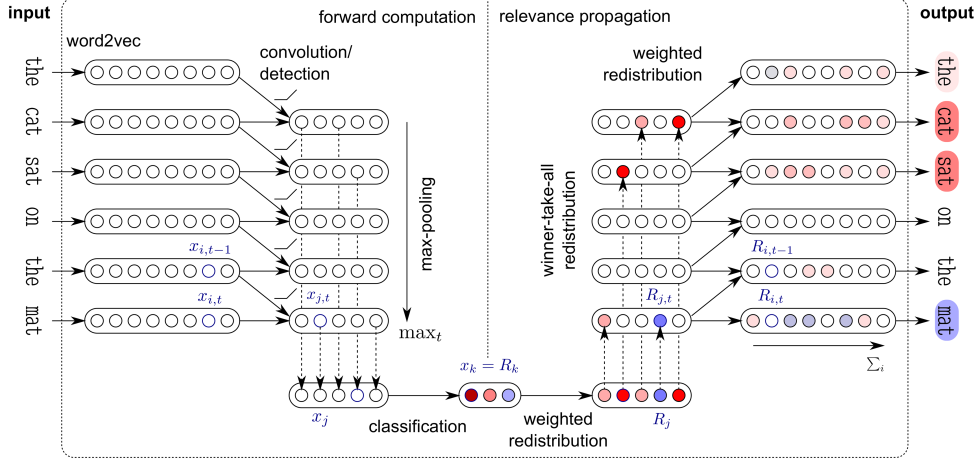 input
forward computation
relevance propagation
output
word2vec
convolution/
detection
weighted
redistribution
the
cat
sat
on
the
mat
x_{i,t−1}
x_{i,t}
x_{j,t}
max-pooling
max_t
winner-take-all
redistribution
R_{j,t}
R_{i,t−1}
R_{i,t}
the
cat
sat
on
the
mat
∑_i
x_k = R_k
x_j
classification
weighted
redistribution
R_j